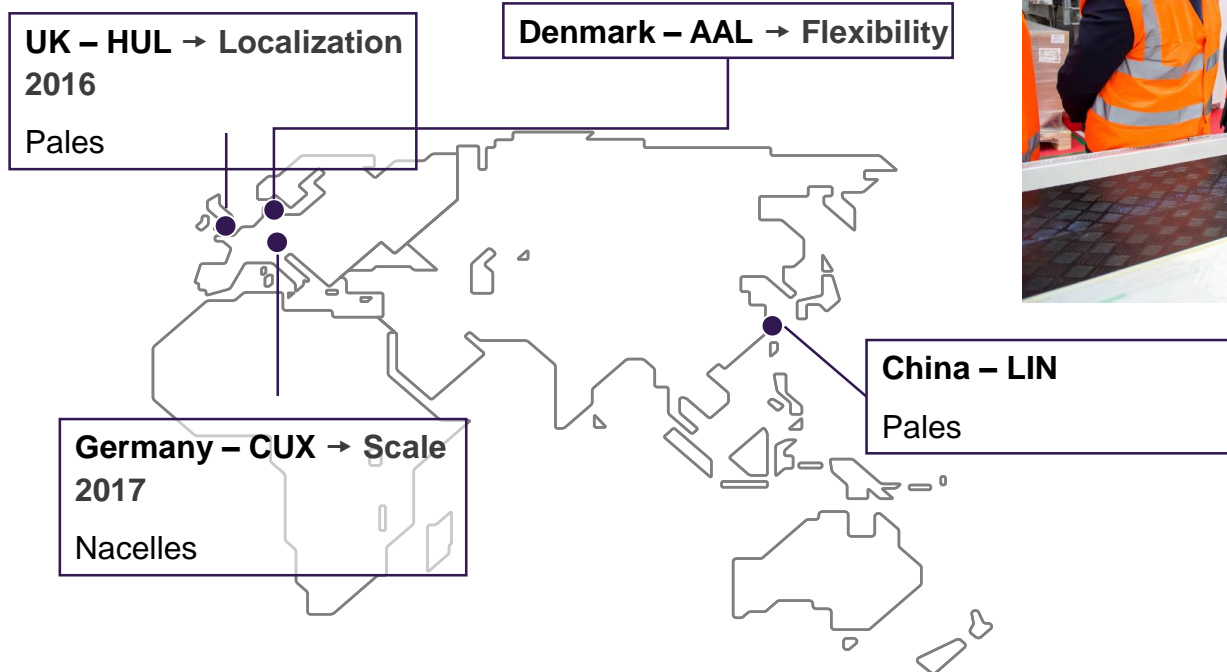 UK – HUL → Localization
2016
Pales
Denmark – AAL → Flexibility
China – LIN
Pales
Germany – CUX → Scale
2017
Nacelles